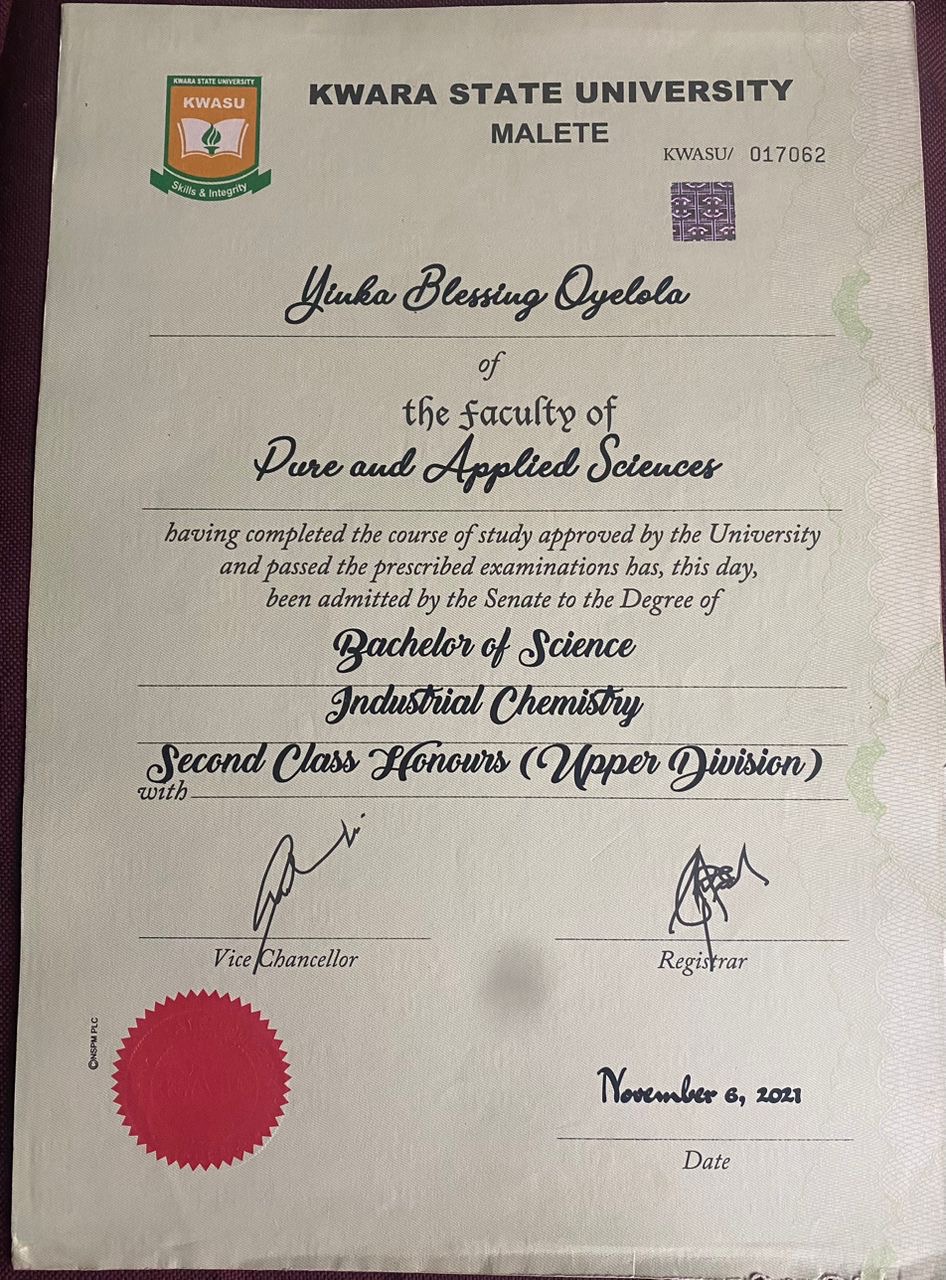 KWARA STATE UNIVERSITY
KWASU
Skills & Integrity
KWARA STATE UNIVERSITY
MALETE
KWASU/ 017062
Yinka Blessing Oyelola
of
the Faculty of
Pure and Applied Sciences
having completed the course of study approved by the University
and passed the prescribed examinations has, this day,
been admitted by the Senate to the Degree of
Bachelor of Science
Industrial Chemistry
Second Class Honours (Upper Division)
with
Vice Chancellor
Registrar
©NSPM PLC
November 6, 2021
Date